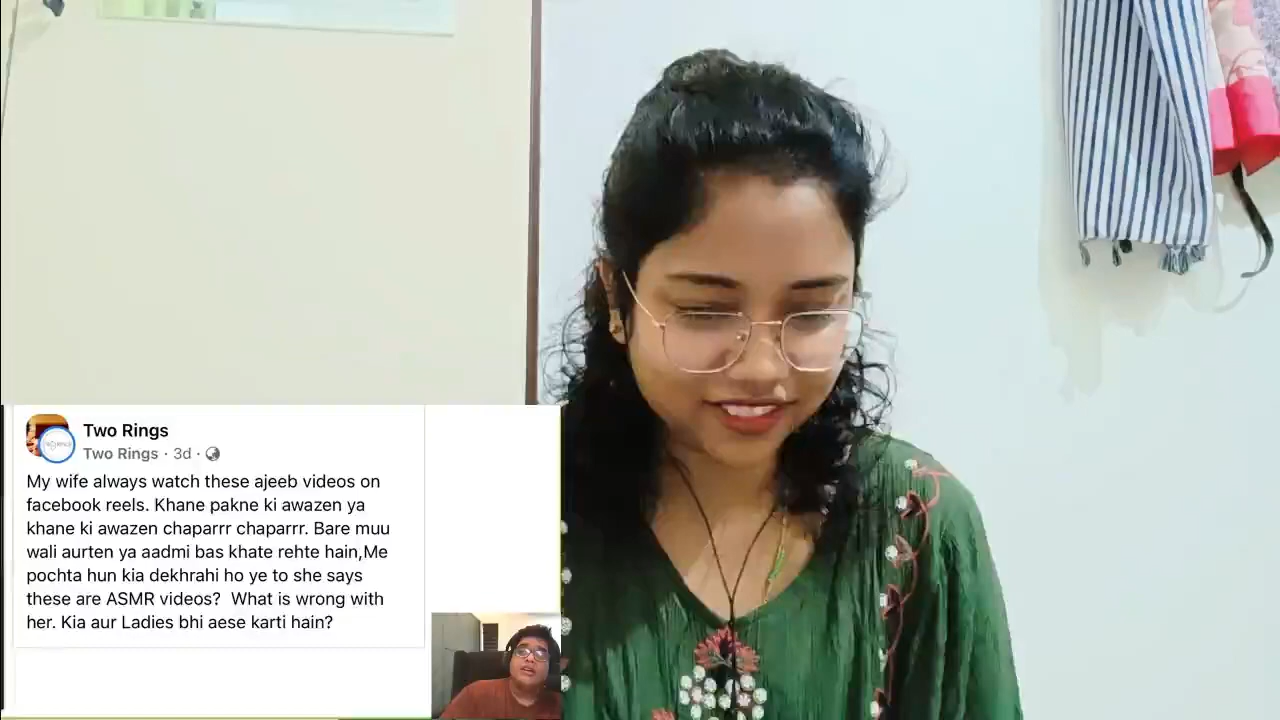 Two Rings
Two Rings · 3d ·
My wife always watch these ajeeb videos on
facebook reels. Khane pakne ki awazen ya
khane ki awazen chaparrr chaparrr. Bare muu
wali aurten ya aadmi bas khate rehte hain,Me
pochta hun kia dekhrahi ho ye to she says
these are ASMR videos?  What is wrong with
her. Kia aur Ladies bhi aese karti hain?